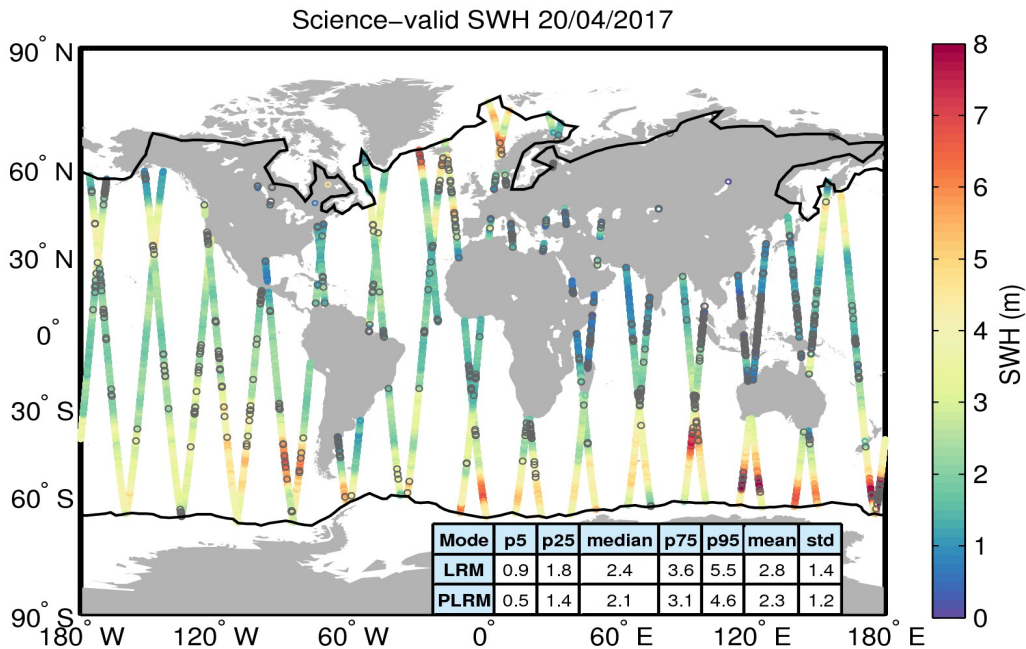 Science−valid SWH 20/04/2017
90° N
60° N
30° N
0°
30° S
60° S
90° S
180° W
120° W
60° W
0°
60° E
120° E
180° E
8
7
6
5
4
3
2
1
0
SWH (m)
Mode p5 p25 median p75 p95 mean std
LRM 0.9 1.8 2.4 3.6 5.5 2.8 1.4
PLRM 0.5 1.4 2.1 3.1 4.6 2.3 1.2